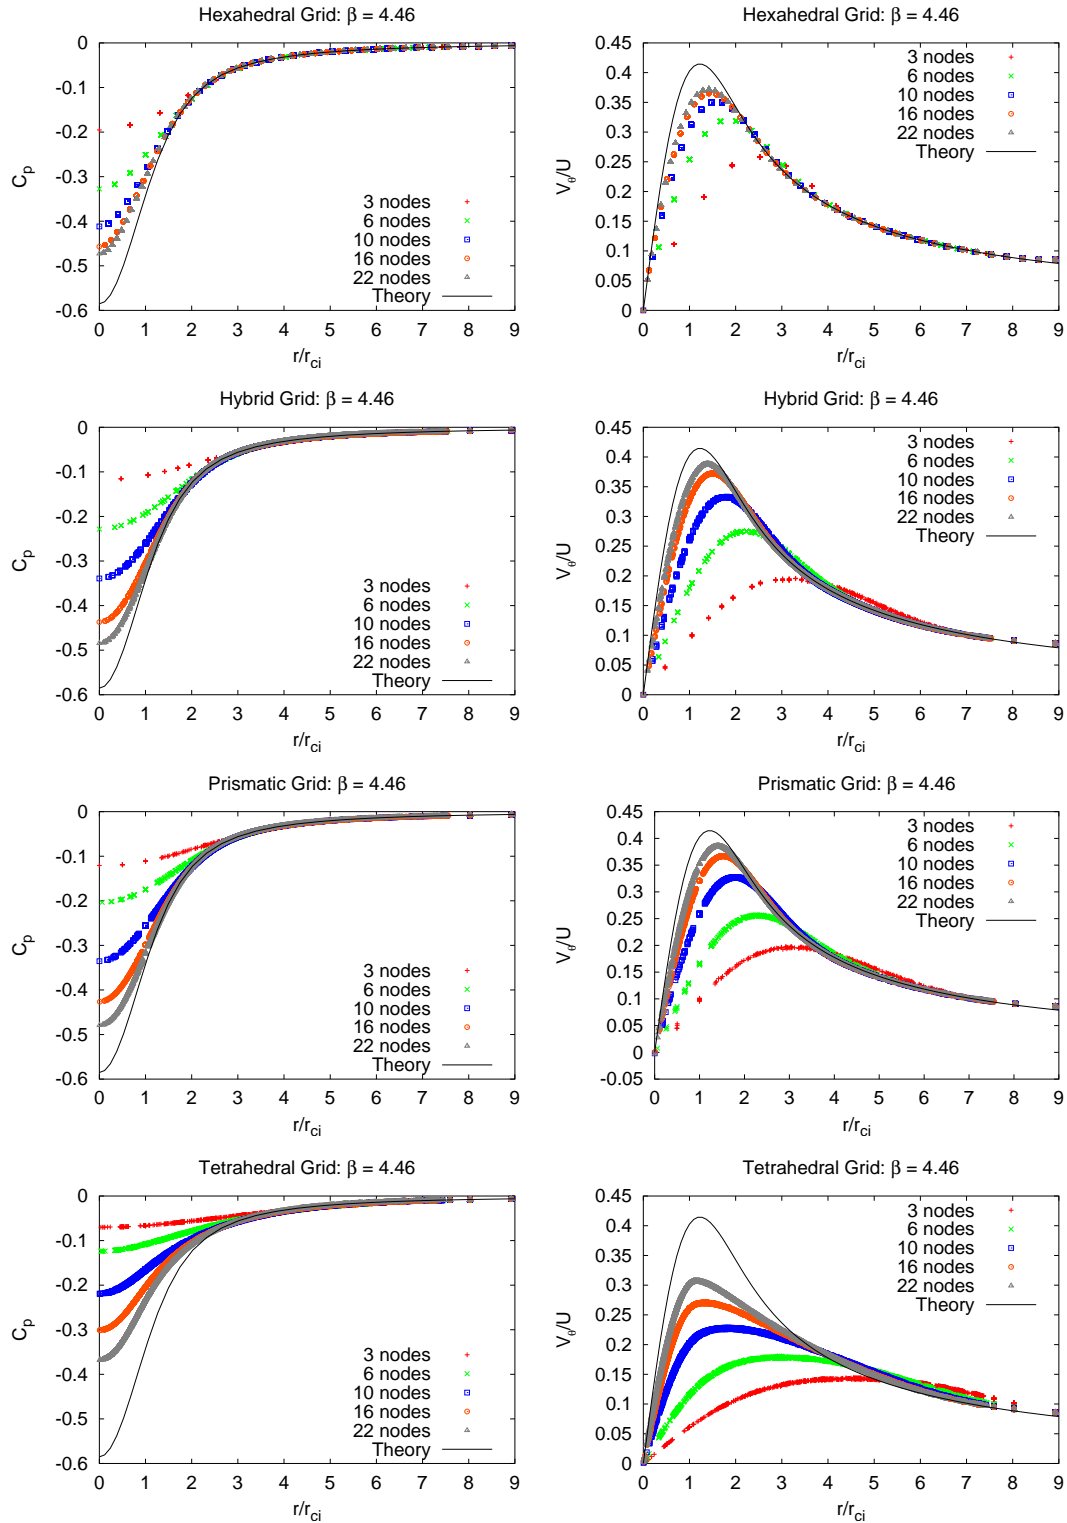 Hexahedral Grid: β = 4.46
0
-0.1
-0.2
-0.3
-0.4
-0.5
-0.6
C_p
3 nodes
6 nodes
10 nodes
16 nodes
22 nodes
Theory
0 1 2 3 4 5 6 7 8 9
r/r_ci
Hexahedral Grid: β = 4.46
0.45
0.4
0.35
0.3
0.25
0.2
0.15
0.1
0.05
0
V_θ/U
3 nodes
6 nodes
10 nodes
16 nodes
22 nodes
Theory
0 1 2 3 4 5 6 7 8 9
r/r_ci
Hybrid Grid: β = 4.46
0
-0.1
-0.2
-0.3
-0.4
-0.5
-0.6
C_p
3 nodes
6 nodes
10 nodes
16 nodes
22 nodes
Theory
0 1 2 3 4 5 6 7 8 9
r/r_ci
Hybrid Grid: β = 4.46
0.45
0.4
0.35
0.3
0.25
0.2
0.15
0.1
0.05
0
V_θ/U
3 nodes
6 nodes
10 nodes
16 nodes
22 nodes
Theory
0 1 2 3 4 5 6 7 8 9
r/r_ci
Prismatic Grid: β = 4.46
0
-0.1
-0.2
-0.3
-0.4
-0.5
-0.6
C_p
3 nodes
6 nodes
10 nodes
16 nodes
22 nodes
Theory
0 1 2 3 4 5 6 7 8 9
r/r_ci
Prismatic Grid: β = 4.46
0.45
0.4
0.35
0.3
0.25
0.2
0.15
0.1
0.05
0
-0.05
V_θ/U
3 nodes
6 nodes
10 nodes
16 nodes
22 nodes
Theory
0 1 2 3 4 5 6 7 8 9
r/r_ci
Tetrahedral Grid: β = 4.46
0
-0.1
-0.2
-0.3
-0.4
-0.5
-0.6
C_p
3 nodes
6 nodes
10 nodes
16 nodes
22 nodes
Theory
0 1 2 3 4 5 6 7 8 9
r/r_ci
Tetrahedral Grid: β = 4.46
0.45
0.4
0.35
0.3
0.25
0.2
0.15
0.1
0.05
0
V_θ/U
3 nodes
6 nodes
10 nodes
16 nodes
22 nodes
Theory
0 1 2 3 4 5 6 7 8 9
r/r_ci